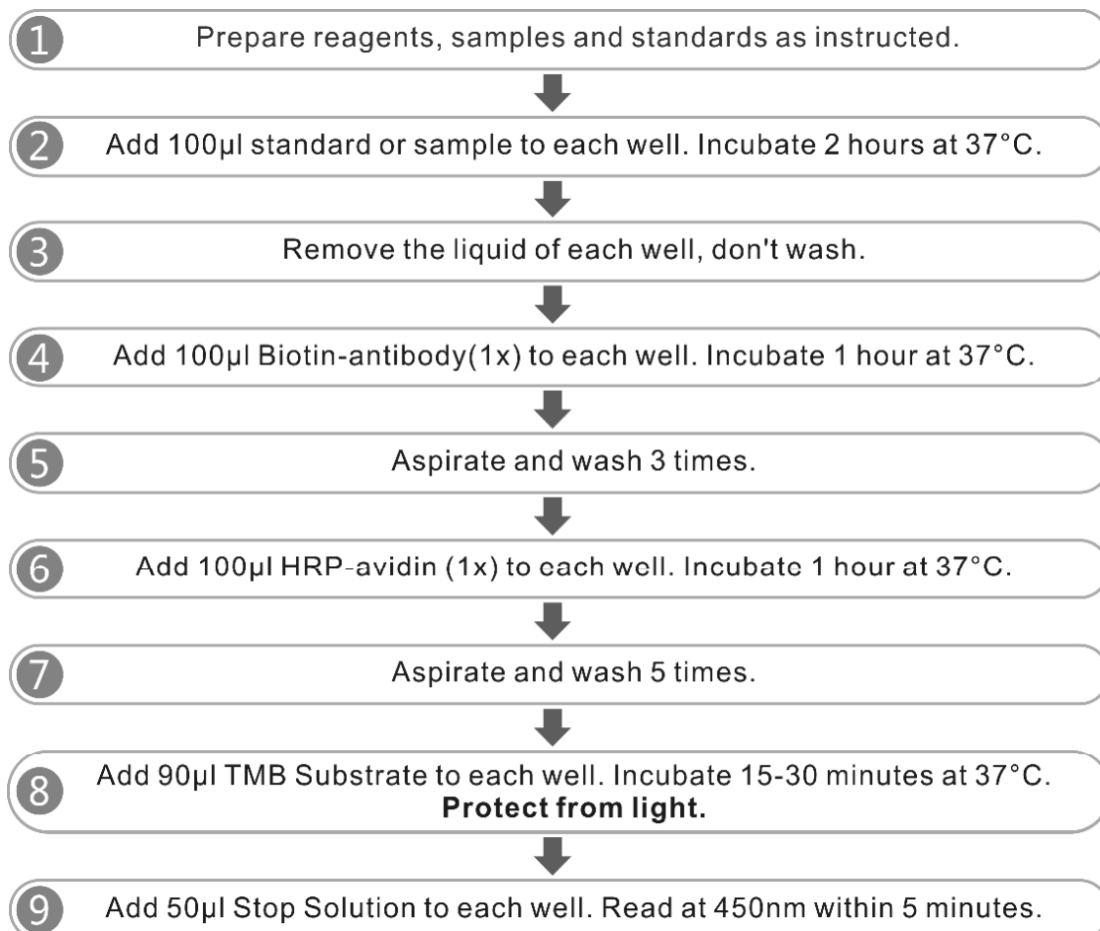 1 Prepare reagents, samples and standards as instructed.
2 Add 100µl standard or sample to each well. Incubate 2 hours at 37°C.
3 Remove the liquid of each well, don't wash.
4 Add 100µl Biotin-antibody(1x) to each well. Incubate 1 hour at 37°C.
5 Aspirate and wash 3 times.
6 Add 100µl HRP-avidin (1x) to each well. Incubate 1 hour at 37°C.
7 Aspirate and wash 5 times.
8 Add 90µl TMB Substrate to each well. Incubate 15-30 minutes at 37°C.
Protect from light.
9 Add 50µl Stop Solution to each well. Read at 450nm within 5 minutes.